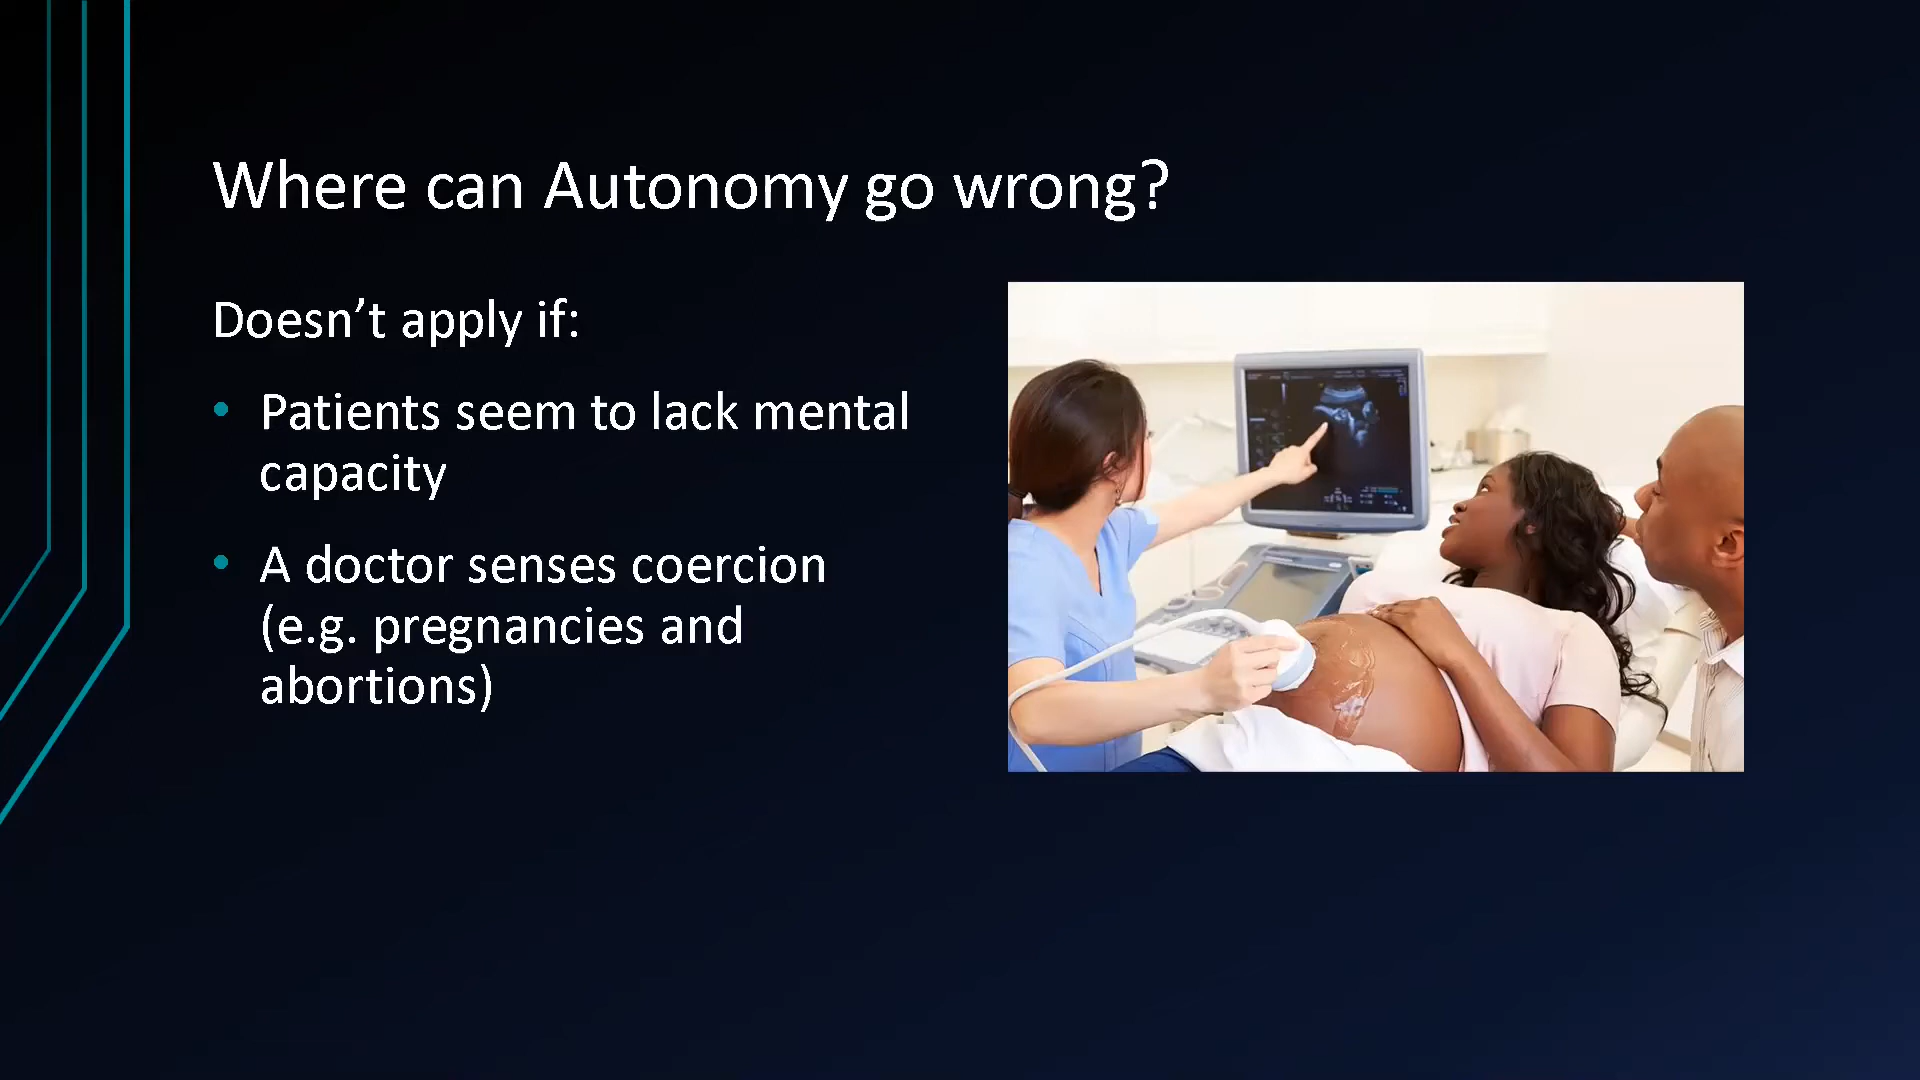 Where can Autonomy go wrong?
Doesn’t apply if:
• Patients seem to lack mental
capacity
• A doctor senses coercion
(e.g. pregnancies and
abortions)